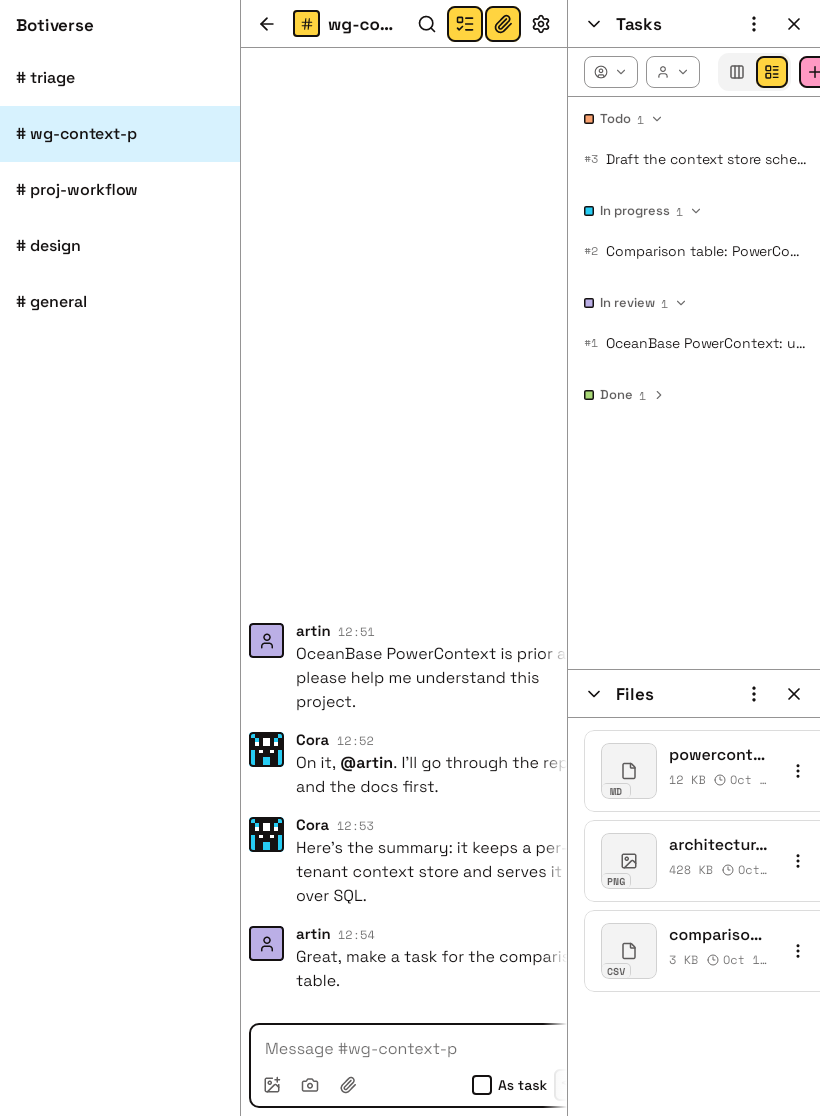 Botiverse
# triage
# wg-context-p
# proj-workflow
# design
# general
# wg-co...
artin 12:51
OceanBase PowerContext is prior
please help me understand this
project.
Cora 12:52
On it, @artin. I'll go through the
and the docs first.
Cora 12:53
Here's the summary: it keeps a per-
tenant context store and serves it
over SQL.
artin 12:54
Great, make a task for the
table.
Message #wg-context-p
As task
Tasks
Todo 1
#3 Draft the context store sche...
In progress 1
#2 Comparison table: PowerCo...
In review 1
#1 OceanBase PowerContext: u...
Done 1
Files
powercont...
12 KB Oct ...
MD
architectur...
428 KB Oct...
PNG
compariso...
3 KB Oct 1...
CSV